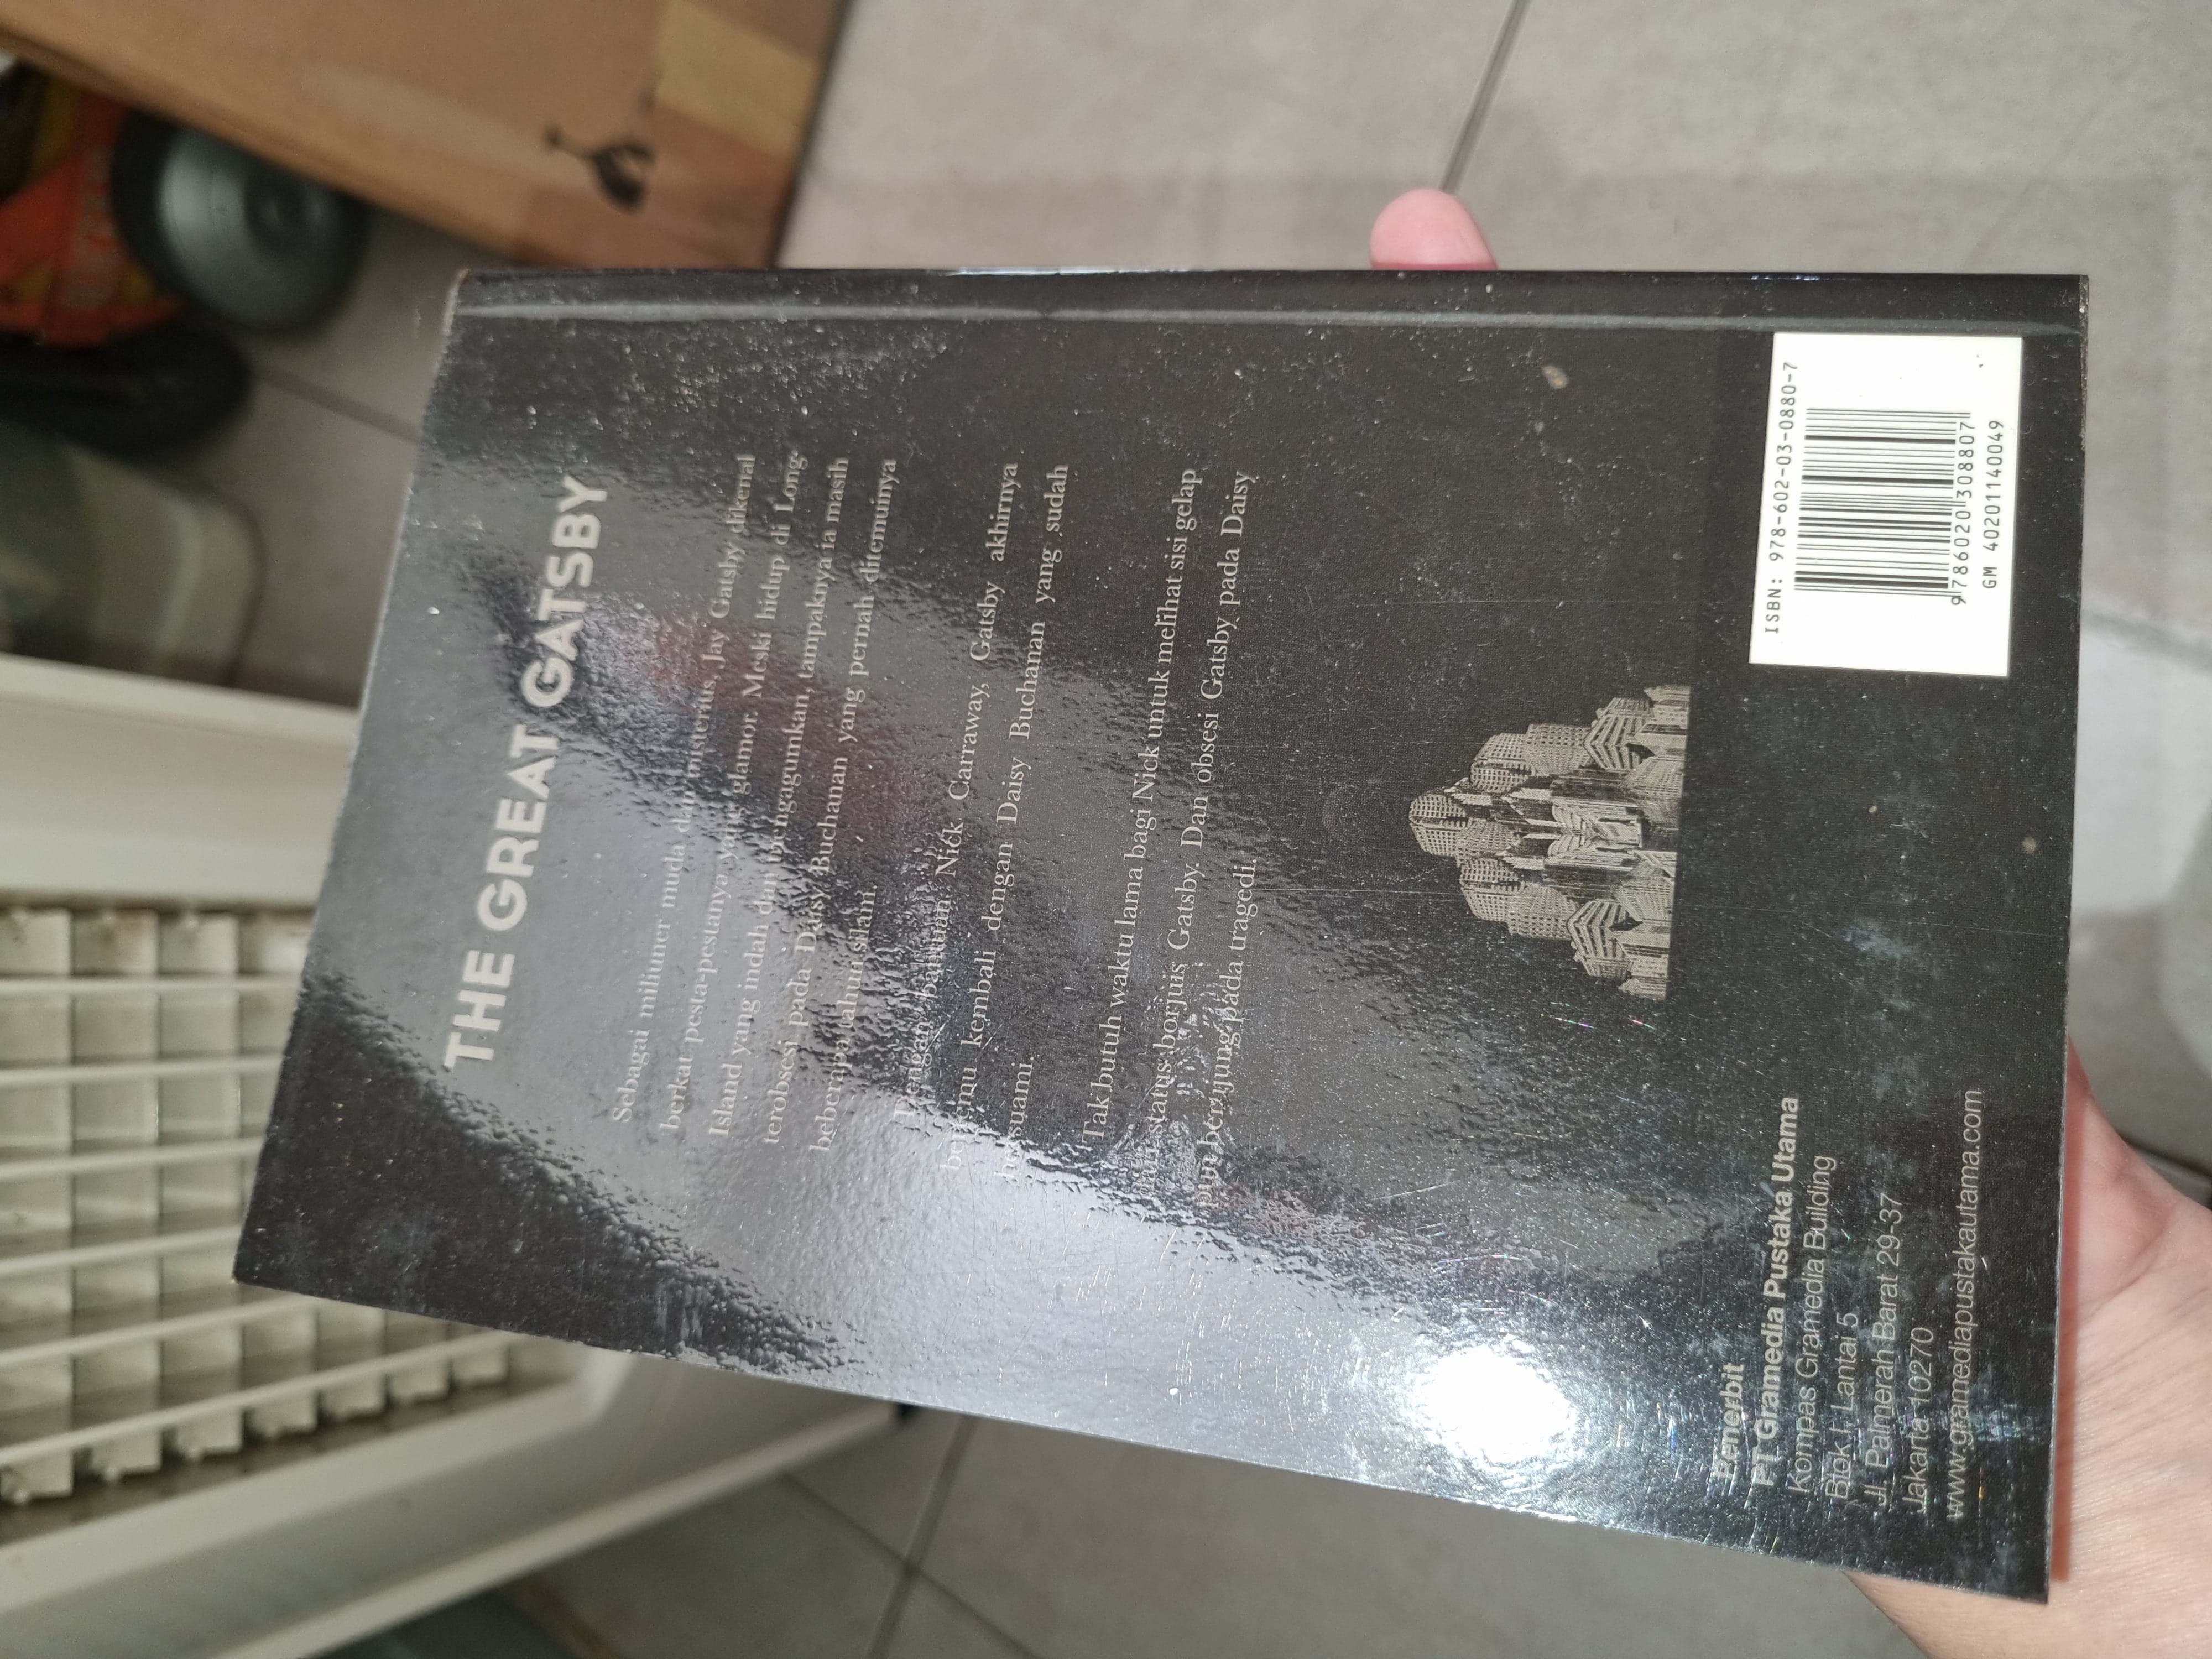 THE GREAT GATSBY
Sebagai miliuner muda dan misterius, Jay Gatsby dikenal
berkat pesta-pestanya yang glamor. Meski hidup di Long
Island yang indah dan mengagungkan, tampaknya ia masih
terobsesi pada Daisy Buchanan yang pernah ditemuinya
beberapa tahun silam.
Dengan bantuan Nick Carraway, Gatsby akhirnya
bertemu kembali dengan Daisy Buchanan yang sudah
bersuami.
Tak butuh waktu lama bagi Nick untuk melihat sisi gelap
dari status borjuis Gatsby. Dan obsesi Gatsby pada Daisy
pun berujung pada tragedi.
Penerbit
PT Gramedia Pustaka Utama
Kompas Gramedia Building
Blok I, Lantai 5
Jl. Palmerah Barat 29-37
Jakarta 10270
www.gramediapustakautama.com
ISBN: 978-602-03-0880-7
9786020308807
GM 40201140049